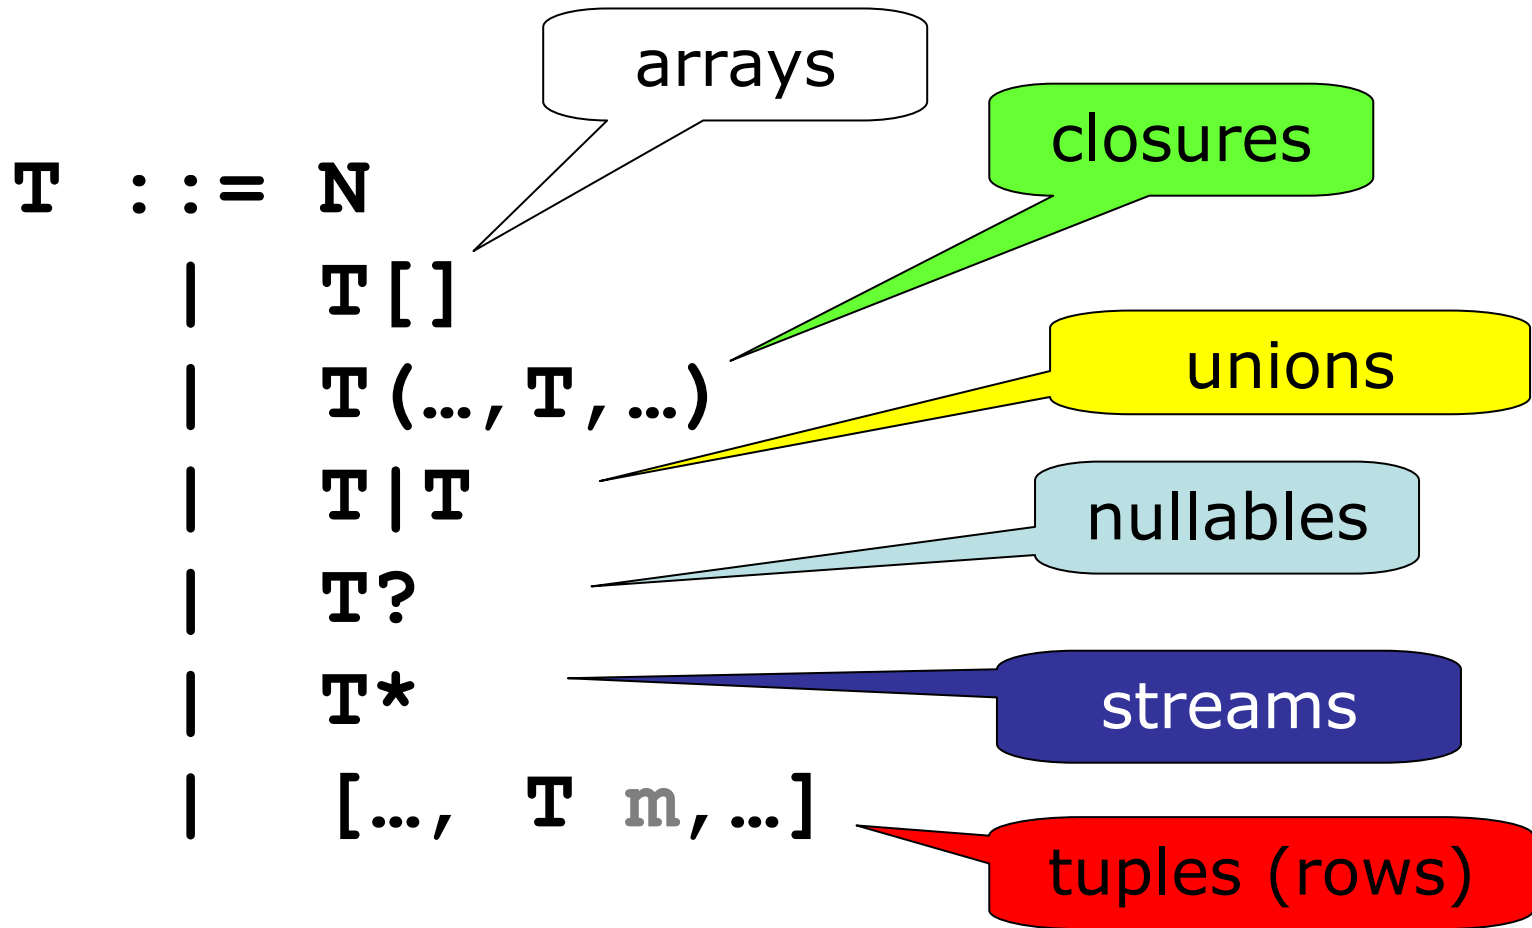 arrays
closures
T ::= N
| T[]
| T(…,T,…)
unions
| T|T
nullables
| T?
| T*
streams
| […, T m,…]
tuples (rows)